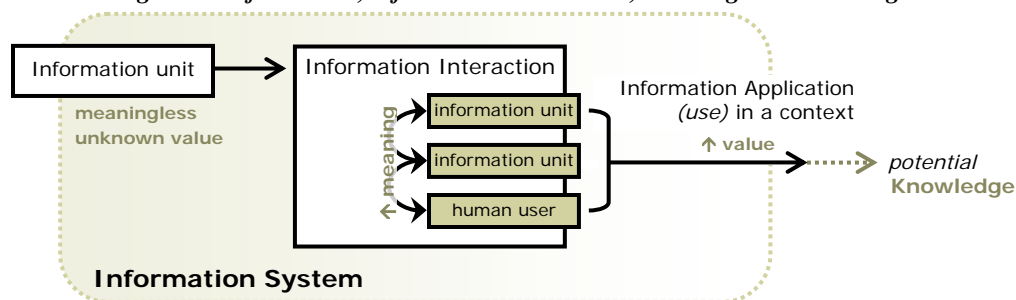 Information unit
meaningless
unknown value
Information Interaction
↑ meaning
information unit
information unit
human user
Information Application
(use) in a context
↑ value
potential
Knowledge
Information System